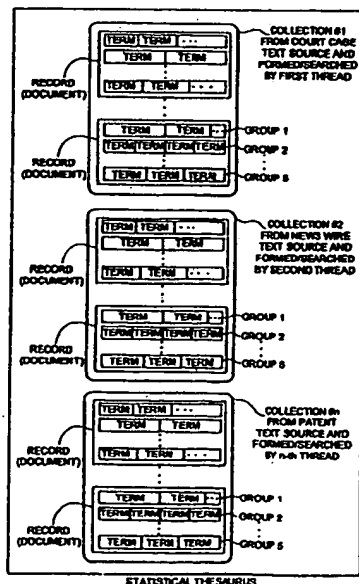 COLLECTION #1
FROM COURT CASE
TEXT SOURCE AND
FORMED/SEARCHED
BY FIRST THREAD
TERM TERM ...
TERM TERM
RECORD
(DOCUMENT)
TERM TERM ...
TERM TERM ... GROUP 1
TERM TERM TERM TERM GROUP 2
RECORD
(DOCUMENT)
TERM TERM TERM GROUP 5
COLLECTION #2
FROM NEWS WIRE
TEXT SOURCE AND
FORMED/SEARCHED
BY SECOND THREAD
TERM TERM ...
TERM TERM
RECORD
(DOCUMENT)
TERM TERM ...
TERM TERM ... GROUP 1
TERM TERM TERM TERM GROUP 2
RECORD
(DOCUMENT)
TERM TERM TERM GROUP 5
COLLECTION #n
FROM PATENT
TEXT SOURCE AND
FORMED/SEARCHED
BY n-th THREAD
TERM TERM ...
TERM TERM
RECORD
(DOCUMENT)
TERM TERM ...
TERM TERM ... GROUP 1
TERM TERM TERM TERM GROUP 2
RECORD
(DOCUMENT)
TERM TERM TERM GROUP 5
STATISTICAL THESAURUS